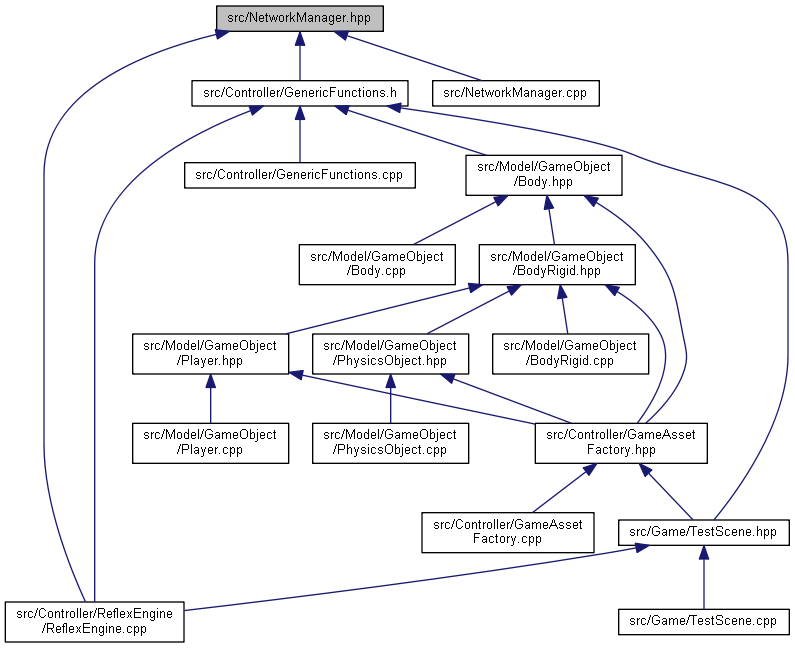 src/NetworkManager.hpp
src/Controller/GenericFunctions.h
src/NetworkManager.cpp
src/Controller/GenericFunctions.cpp
src/Model/GameObject
/Body.hpp
src/Model/GameObject
/Body.cpp
src/Model/GameObject
/BodyRigid.hpp
src/Model/GameObject
/Player.hpp
src/Model/GameObject
/PhysicsObject.hpp
src/Model/GameObject
/BodyRigid.cpp
src/Model/GameObject
/Player.cpp
src/Model/GameObject
/PhysicsObject.cpp
src/Controller/GameAsset
Factory.hpp
src/Controller/GameAsset
Factory.cpp
src/Game/TestScene.hpp
src/Controller/ReflexEngine
/ReflexEngine.cpp
src/Game/TestScene.cpp